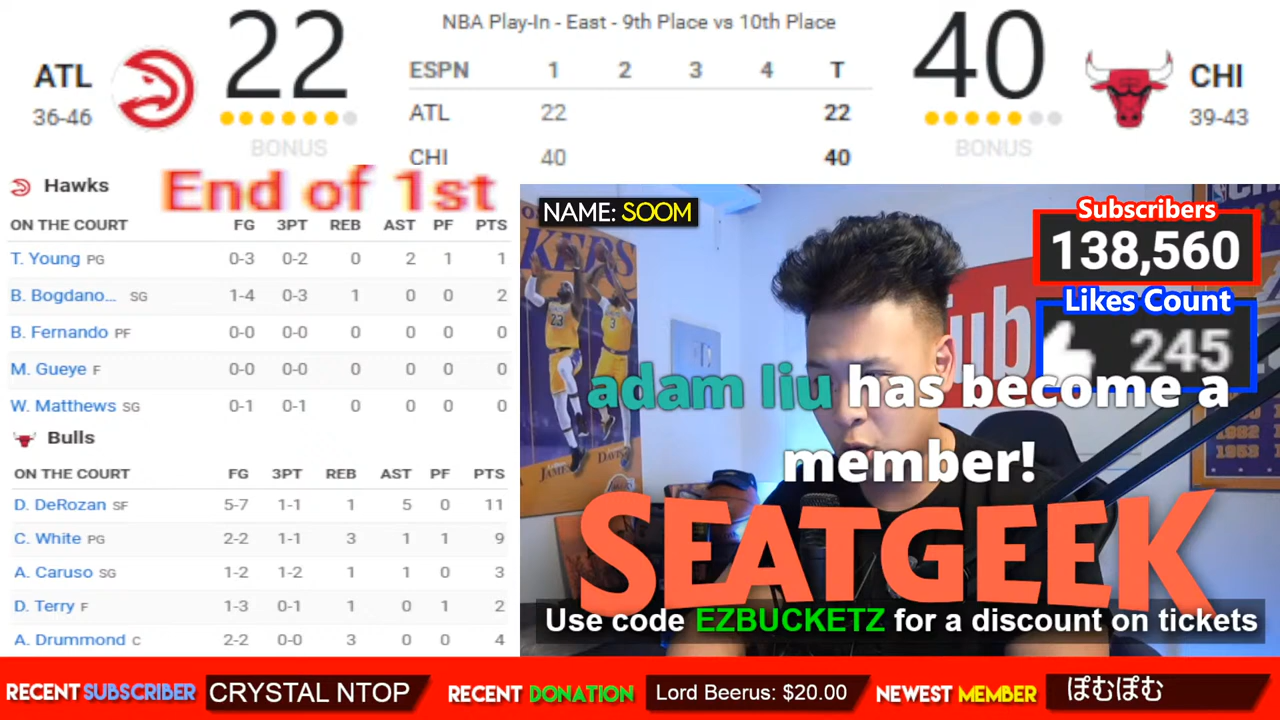 NBA Play-In - East - 9th Place vs 10th Place
ATL
36-46
22
BONUS
ESPN 1 2 3 4 T
ATL 22 22
CHI 40 40
40
BONUS
CHI
39-43
Hawks
End of 1st
ON THE COURT FG 3PT REB AST PF PTS
T. Young PG 0-3 0-2 0 2 1 1
B. Bogdano... SG 1-4 0-3 1 0 0 2
B. Fernando PF 0-0 0-0 0 0 0 0
M. Gueye F 0-0 0-0 0 0 0 0
W. Matthews SG 0-1 0-1 0 0 0 0
Bulls
ON THE COURT FG 3PT REB AST PF PTS
D. DeRozan SF 5-7 1-1 1 5 0 11
C. White PG 2-2 1-1 3 1 1 9
A. Caruso SG 1-2 1-2 1 1 0 3
D. Terry F 1-3 0-1 1 0 1 2
A. Drummond C 2-2 0-0 3 0 0 4
NAME: SOOM
Subscribers
138,560
Likes Count
245
LAKERS
23
3
JAMES DAVIS
adam liu has become a
member!
SEATGEEK
Use code EZBUCKETZ for a discount on tickets
RECENT SUBSCRIBER CRYSTAL NTOP
RECENT DONATION Lord Beerus: $20.00
NEWEST MEMBER ぽむぽむ